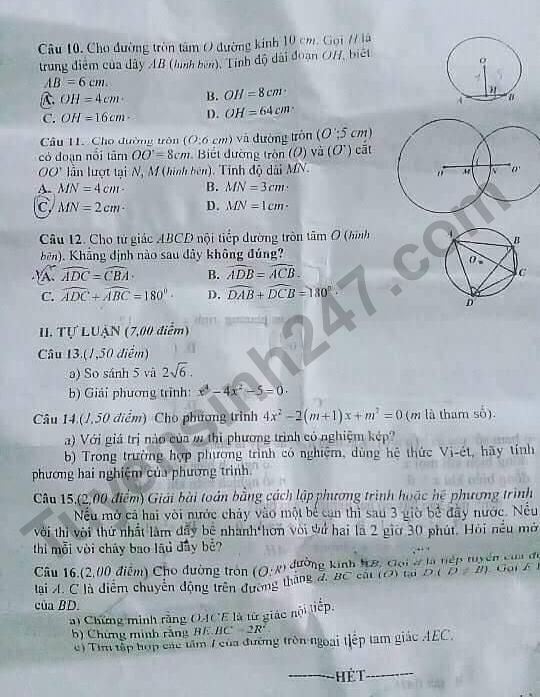 Câu 10. Cho đường tròn tâm O đường kính 10 cm. Gọi H là
trung điểm của dây AB (hình bên). Tính độ dài đoạn OH, biết
AB = 6 cm.
A. OH = 4cm. B. OH = 8cm.
C. OH = 16cm. D. OH = 64cm.
O
A H B
Câu 11. Cho đường tròn (O;6 cm) và đường tròn (O';5 cm)
có đoạn nối tâm OO' = 8cm. Biết đường tròn (O) và (O') cắt
OO' lần lượt tại N, M (hình bên). Tính độ dài MN.
A. MN = 4cm. B. MN = 3cm.
C. MN = 2cm. D. MN = 1cm.
O M N O'
Câu 12. Cho tứ giác ABCD nội tiếp đường tròn tâm O (hình
bên). Khẳng định nào sau đây không đúng?
A. ADC = CBA. B. ADB = ACB.
C. ADC + ABC = 180⁰. D. DAB + DCB = 180⁰.
A
B
O
C
D
II. TỰ LUẬN (7,00 điểm)
Câu 13.(1,50 điểm)
a) So sánh 5 và 2√6.
b) Giải phương trình: x⁴ − 4x² − 5 = 0.
Câu 14.(1,50 điểm) Cho phương trình 4x² − 2(m+1)x + m² = 0 (m là tham số).
a) Với giá trị nào của m thì phương trình có nghiệm kép?
b) Trong trường hợp phương trình có nghiệm, dùng hệ thức Vi-ét, hãy tính
phương hai nghiệm của phương trình.
Câu 15.(2,00 điểm) Giải bài toán bằng cách lập phương trình hoặc hệ phương trình
Nếu mở cả hai vòi nước chảy vào một bể cạn thì sau 3 giờ bể đầy nước. Nếu
vòi thì vòi thứ nhất làm đầy bể nhanh hơn vòi thứ hai là 2 giờ 30 phút. Hỏi nếu mở
thì mỗi vòi chảy bao lâu đầy bể?
Câu 16.(2,00 điểm) Cho đường tròn (O;R) đường kính AB. Gọi d là tiếp tuyến của
tại A. C là điểm chuyển động trên đường thẳng d. BC cắt (O) tại D (D ≠ B). Gọi E
của BD.
a) Chứng minh rằng OACE là tứ giác nội tiếp.
b) Chứng minh rằng BE.BC = 2R².
c) Tìm tập hợp các tâm I của đường tròn ngoại tiếp tam giác AEC.
----------HẾT----------
Tuyensinh247.com